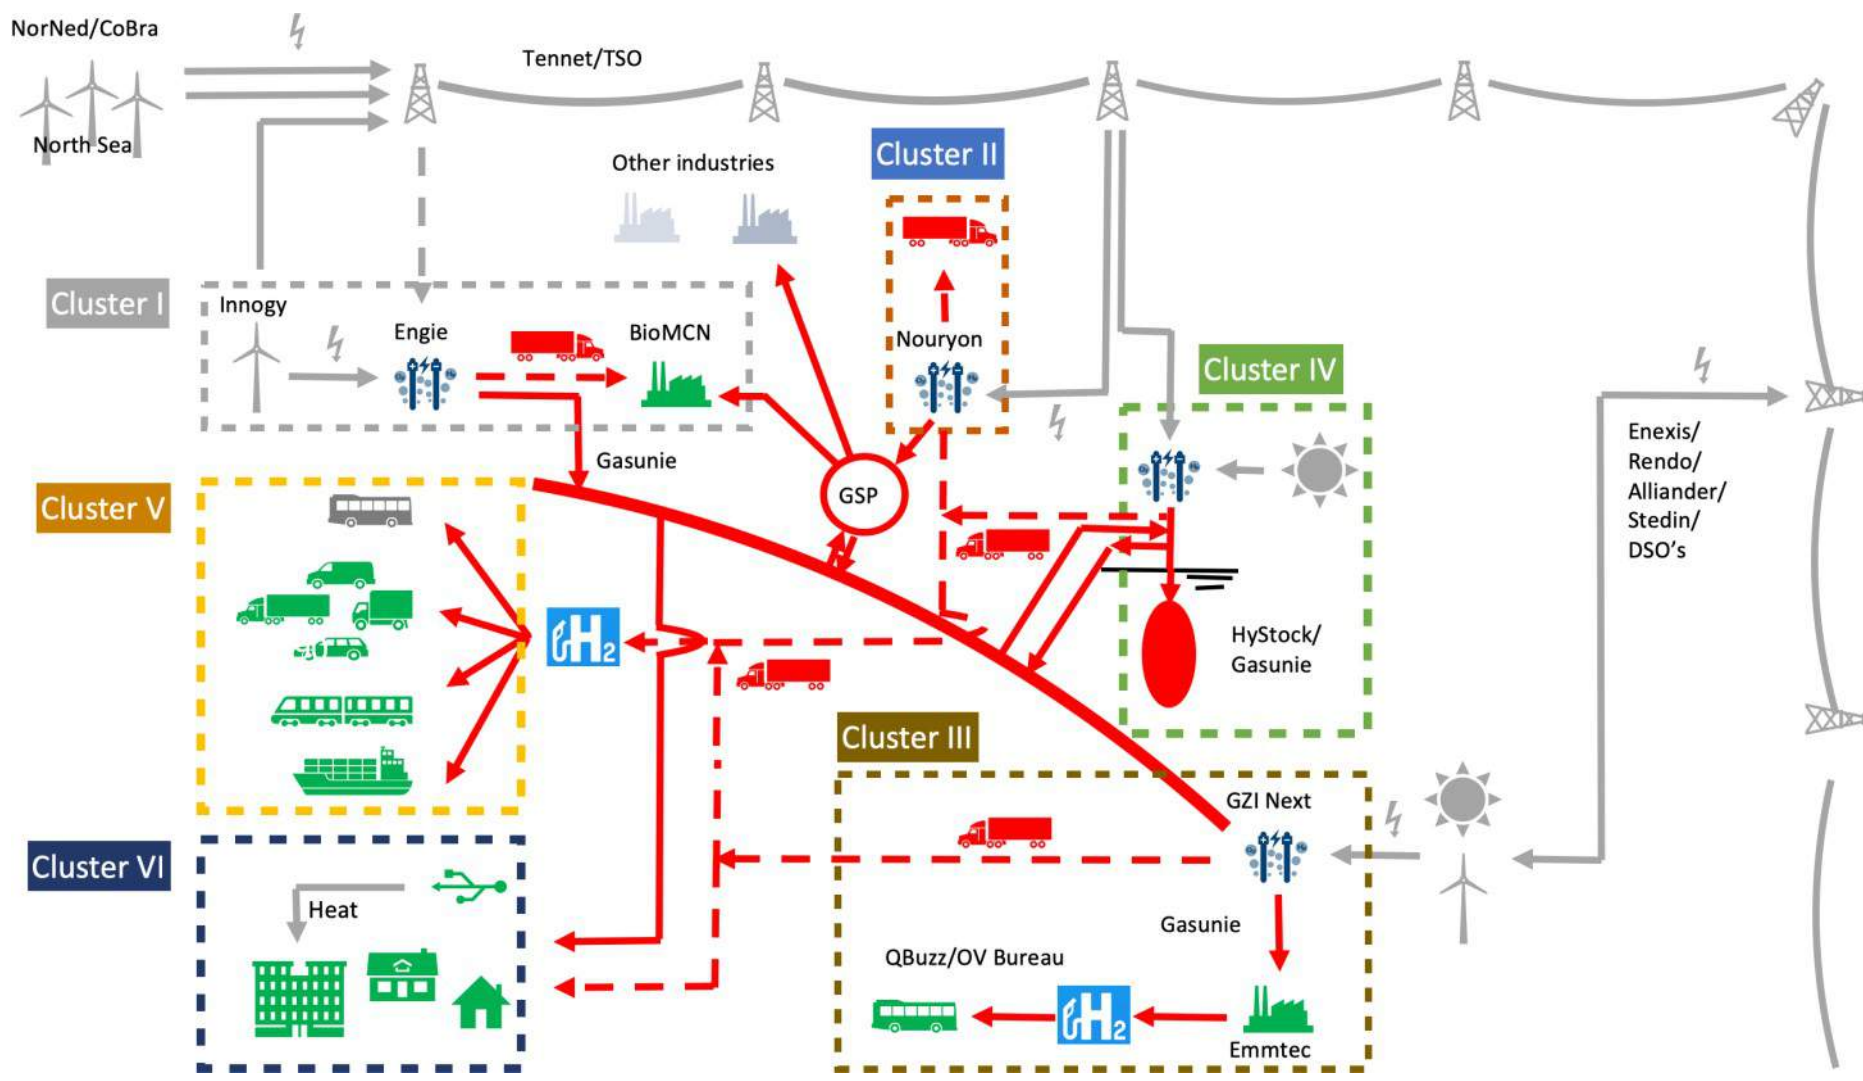 NorNed/CoBra
North Sea
Tennet/TSO
Other industries
Cluster II
Cluster I
Innogy
Engie
BioMCN
Nouryon
Cluster IV
Enexis/
Rendo/
Alliander/
Stedin/
DSO's
Gasunie
GSP
Cluster V
H2
HyStock/
Gasunie
Cluster III
GZI Next
Cluster VI
Heat
Gasunie
QBuzz/OV Bureau
H2
Emmtec